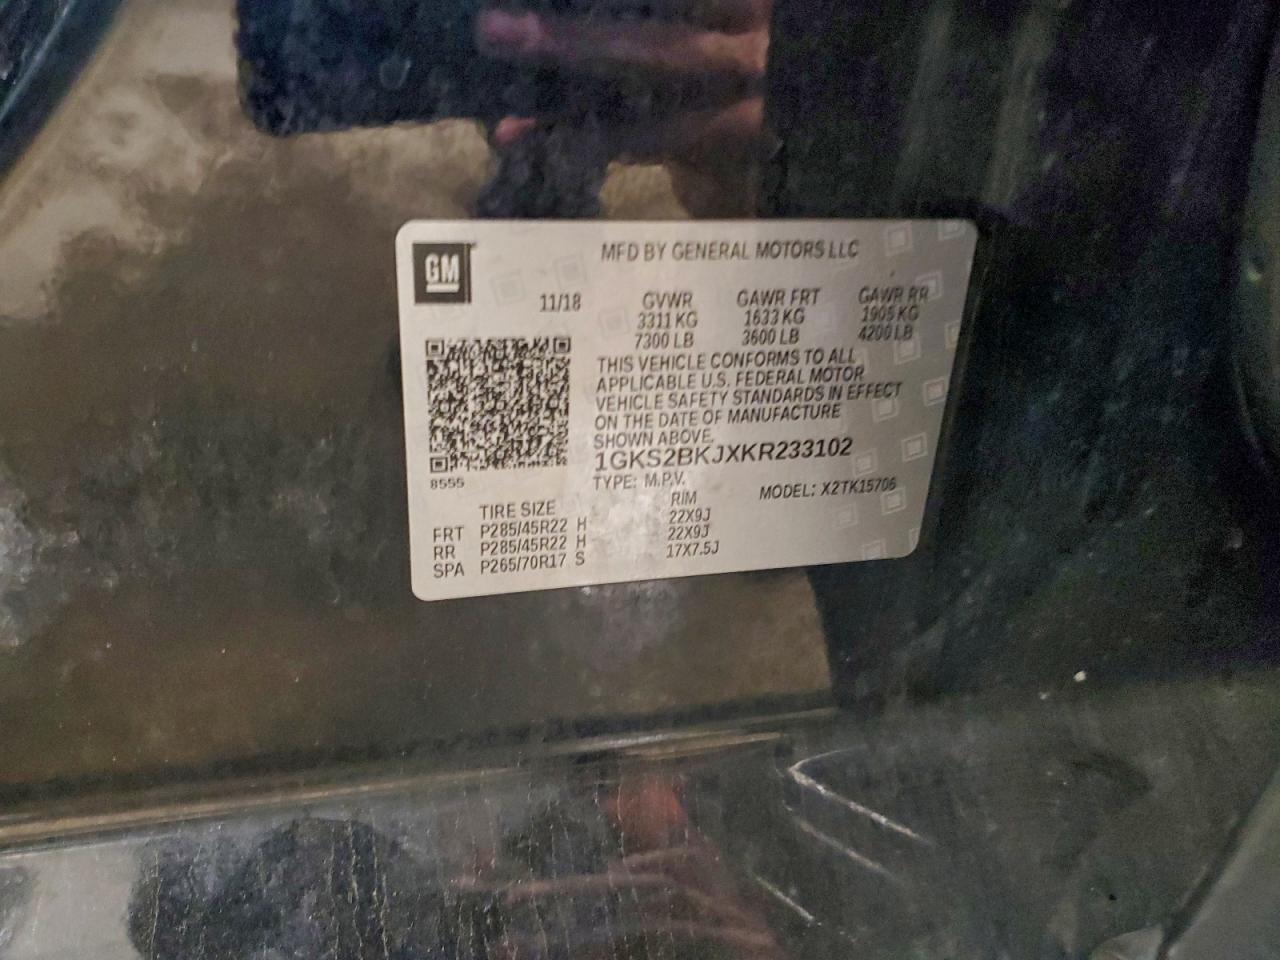 GM
MFD BY GENERAL MOTORS LLC
11/18 GVWR GAWR FRT GAWR RR
3311 KG 1633 KG 1905 KG
7300 LB 3600 LB 4200 LB
THIS VEHICLE CONFORMS TO ALL
APPLICABLE U.S. FEDERAL MOTOR
VEHICLE SAFETY STANDARDS IN EFFECT
ON THE DATE OF MANUFACTURE
SHOWN ABOVE.
1GKS2BKJXKR233102
8555
TYPE: M.P.V. MODEL: X2TK15706
TIRE SIZE RIM
FRT P285/45R22 H 22X9J
RR P285/45R22 H 22X9J
SPA P265/70R17 S 17X7.5J